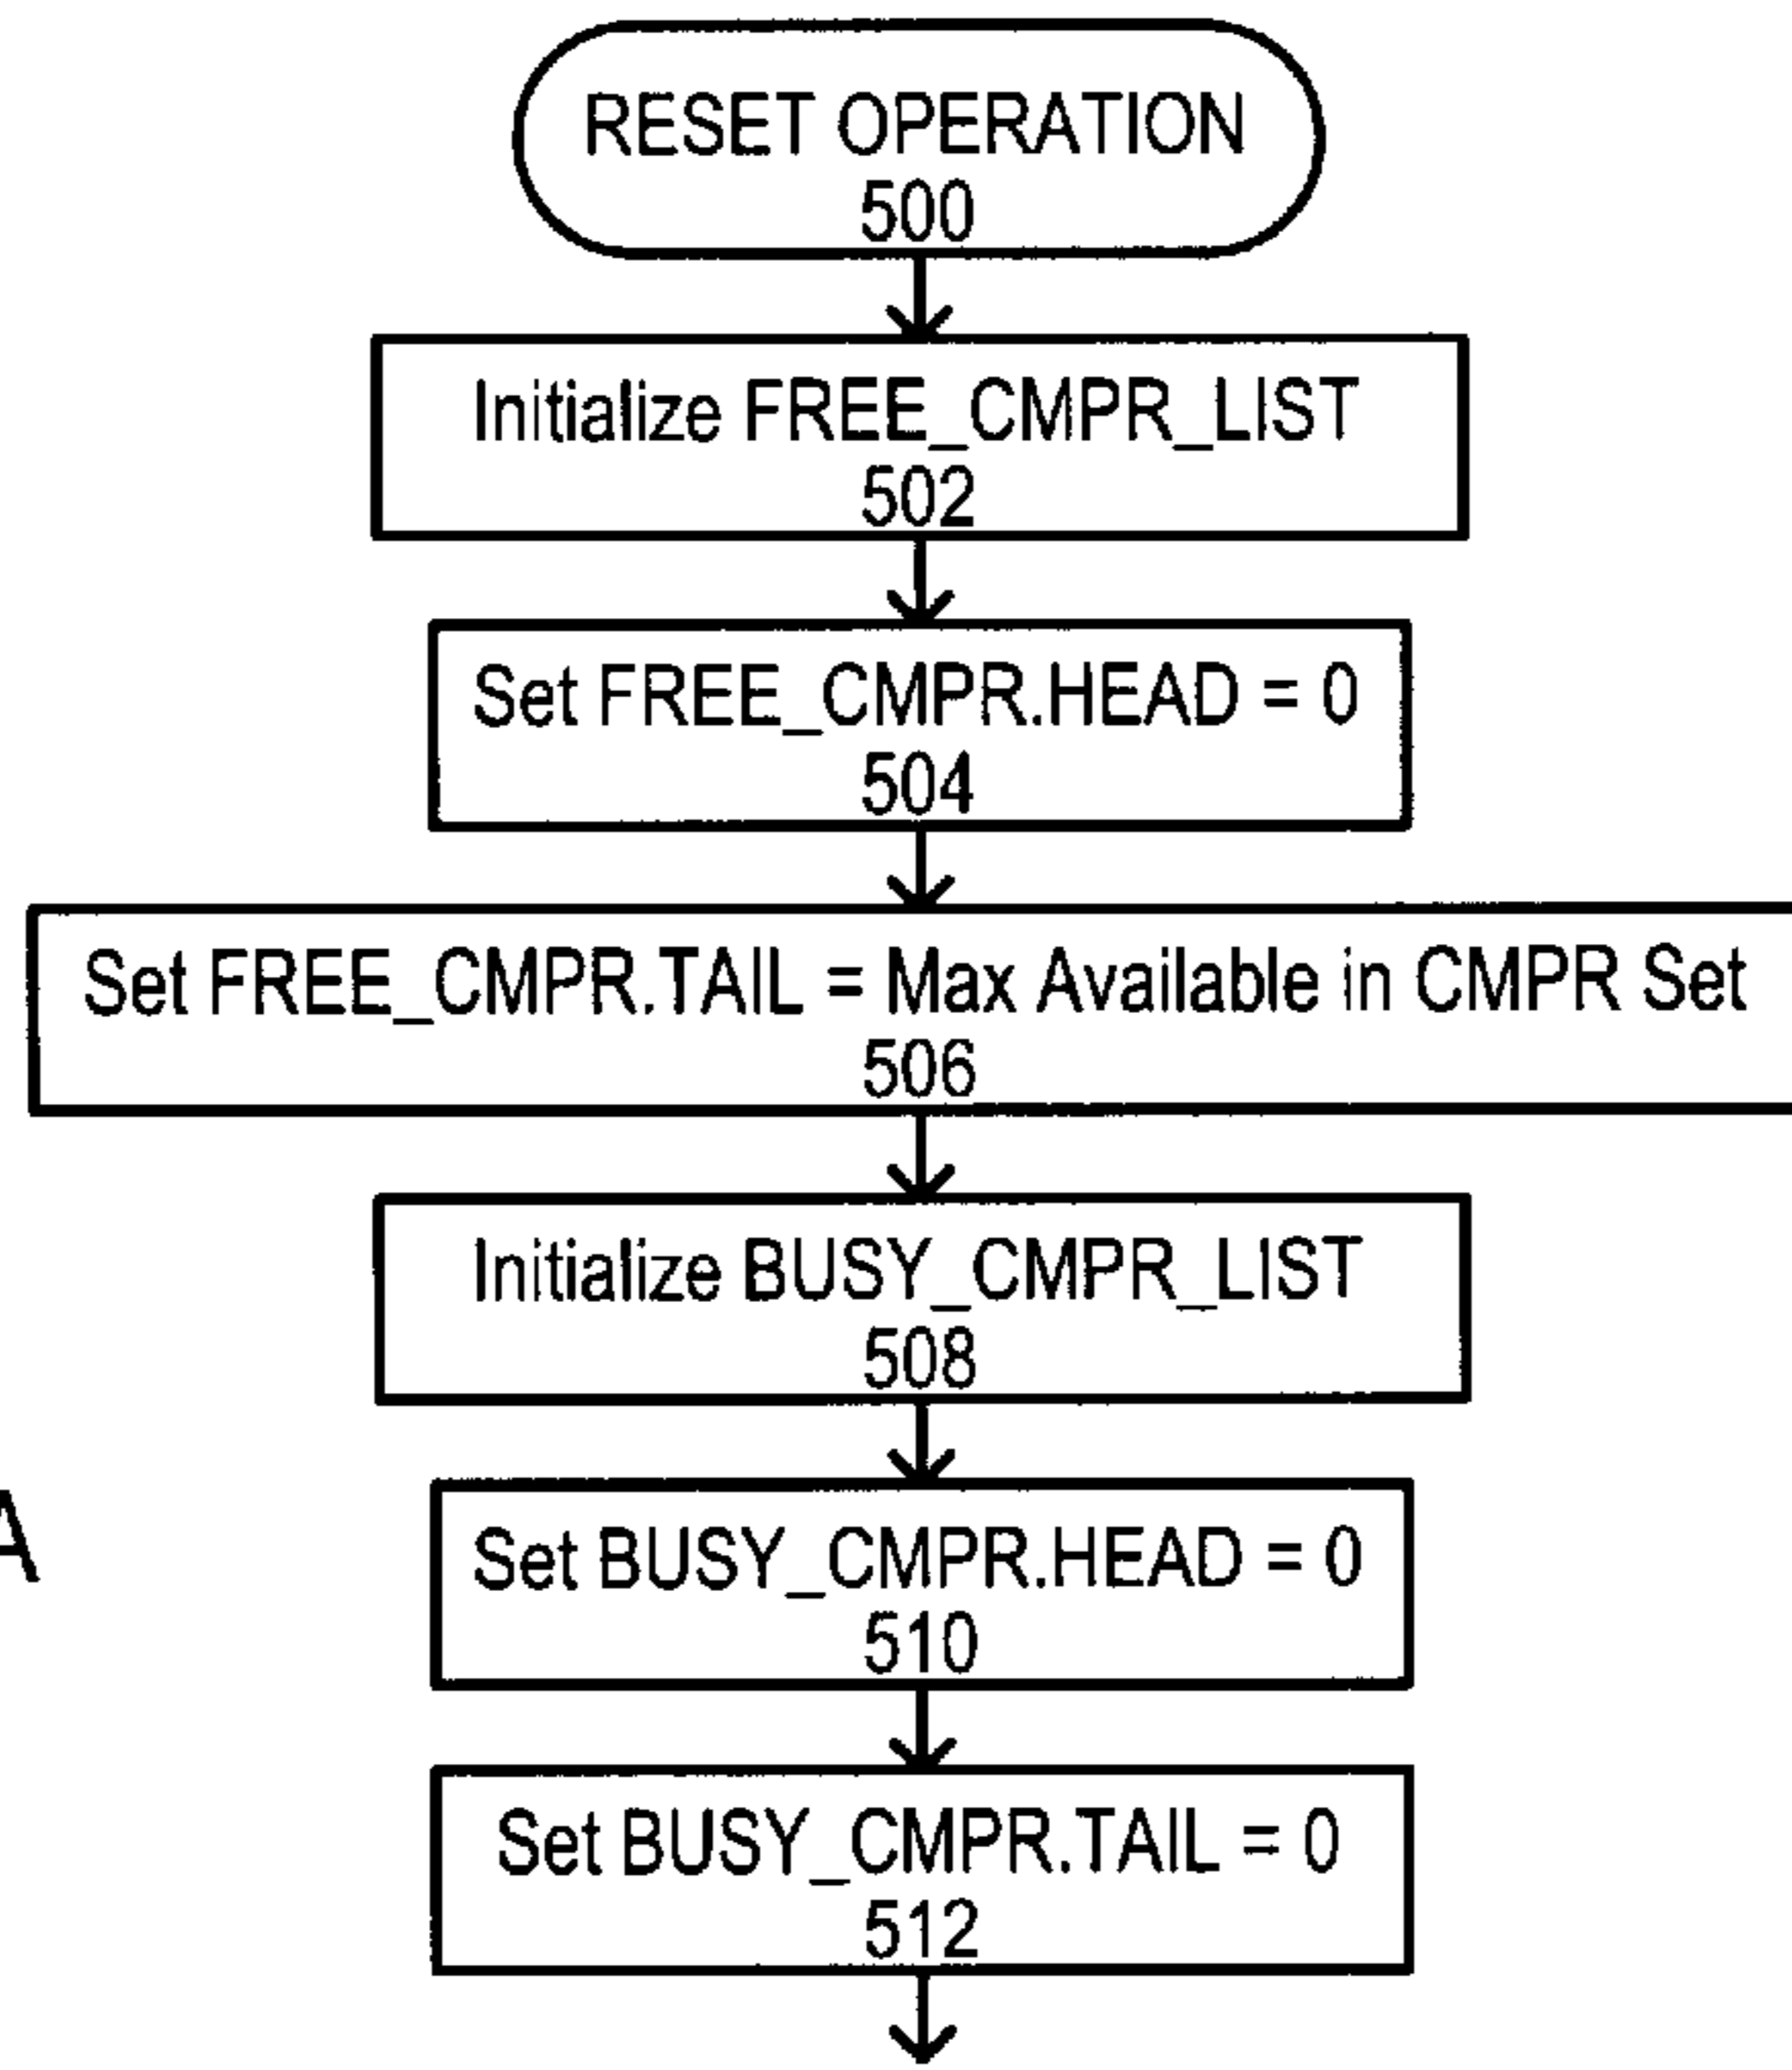 RESET OPERATION
500
Initialize FREE_CMPR_LIST
502
Set FREE_CMPR.HEAD = 0
504
Set FREE_CMPR.TAIL = Max Available in CMPR Set
506
Initialize BUSY_CMPR_LIST
508
A
Set BUSY_CMPR.HEAD = 0
510
Set BUSY_CMPR.TAIL = 0
512